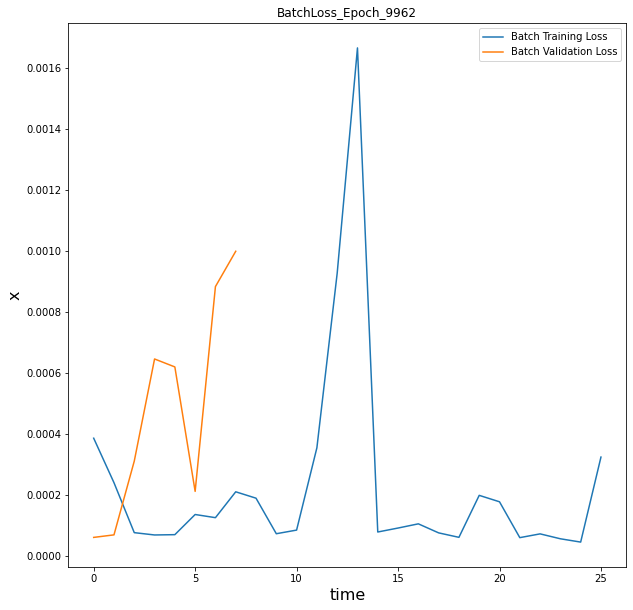 BatchLoss_Epoch_9962
Batch Training Loss
Batch Validation Loss
0.0016
0.0014
0.0012
0.0010
0.0008
0.0006
0.0004
0.0002
0.0000
x
0 5 10 15 20 25
time